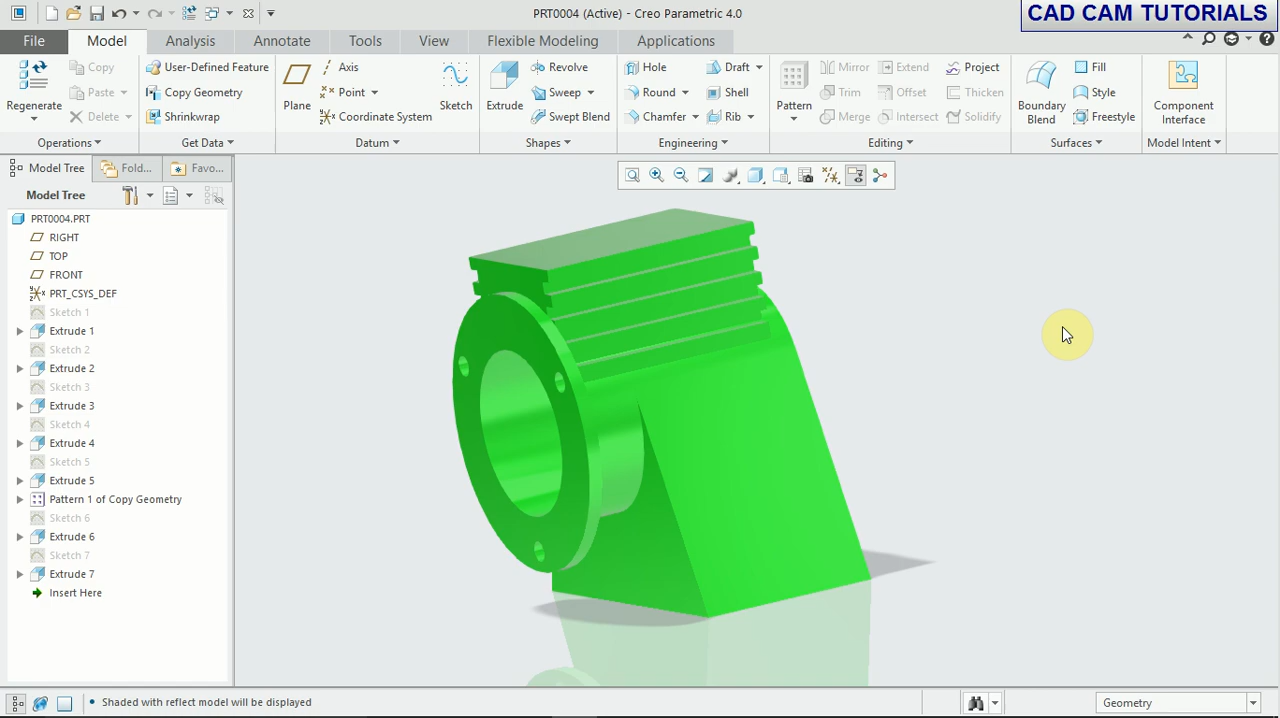 PRT0004 (Active) - Creo Parametric 4.0
CAD CAM TUTORIALS
File
Model
Analysis
Annotate
Tools
View
Flexible Modeling
Applications
Regenerate
Copy
Paste
Delete
Operations
User-Defined Feature
Copy Geometry
Shrinkwrap
Get Data
Plane
Axis
Point
Coordinate System
Sketch
Datum
Extrude
Revolve
Sweep
Swept Blend
Shapes
Hole
Round
Chamfer
Draft
Shell
Rib
Engineering
Pattern
Mirror
Trim
Merge
Extend
Offset
Intersect
Project
Thicken
Solidify
Editing
Boundary
Blend
Fill
Style
Freestyle
Surfaces
Component
Interface
Model Intent
Model Tree
Fold...
Favo...
Model Tree
PRT0004.PRT
RIGHT
TOP
FRONT
PRT_CSYS_DEF
Sketch 1
Extrude 1
Sketch 2
Extrude 2
Sketch 3
Extrude 3
Sketch 4
Extrude 4
Sketch 5
Extrude 5
Pattern 1 of Copy Geometry
Sketch 6
Extrude 6
Sketch 7
Extrude 7
Insert Here
• Shaded with reflect model will be displayed
Geometry